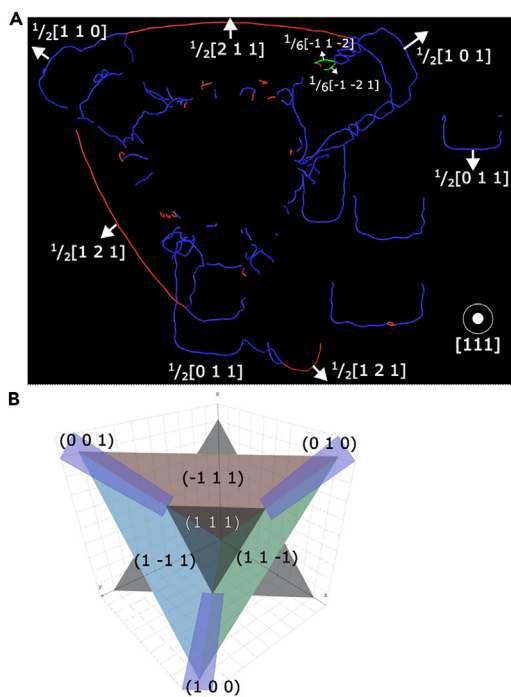 A
1/2[1 1 0]
1/2[2 1 1]
1/6[-1 1 -2]
1/6[-1 -2 1]
1/2[1 0 1]
1/2[0 1 1]
1/2[1 2 1]
[111]
1/2[0 1 1]
1/2[1 2 1]
B
x
(0 0 1)
(0 1 0)
(-1 1 1)
(1 1 1)
(1 -1 1)
(1 1 -1)
y
z
(1 0 0)